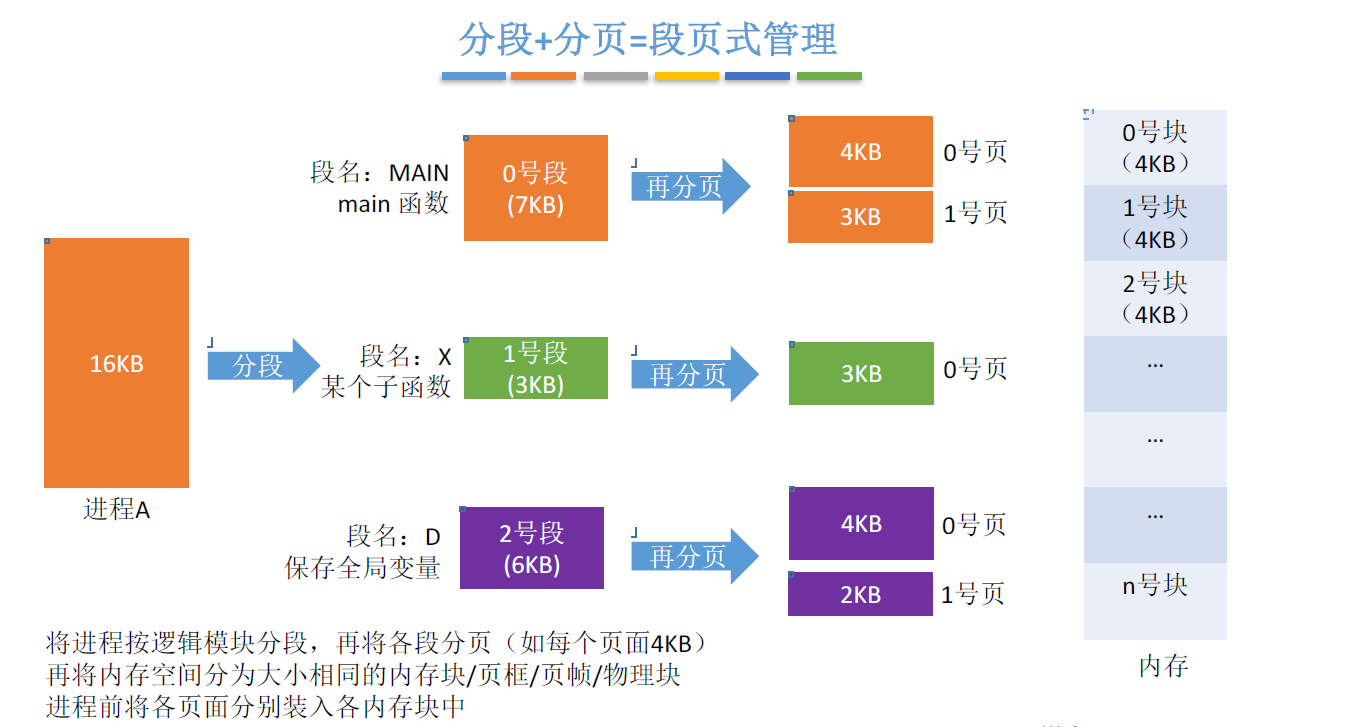 分段+分页=段页式管理
段名：MAIN
main 函数
0号段
(7KB)
再分页
4KB
0号页
3KB
1号页
16KB
进程A
分段
段名：X
某个子函数
1号段
(3KB)
再分页
3KB
0号页
段名：D
保存全局变量
2号段
(6KB)
再分页
4KB
0号页
2KB
1号页
0号块
（4KB）
1号块
（4KB）
2号块
（4KB）
...
...
...
n号块
内存
将进程按逻辑模块分段，再将各段分页（如每个页面4KB）
再将内存空间分为大小相同的内存块/页框/页帧/物理块
进程前将各页面分别装入各内存块中